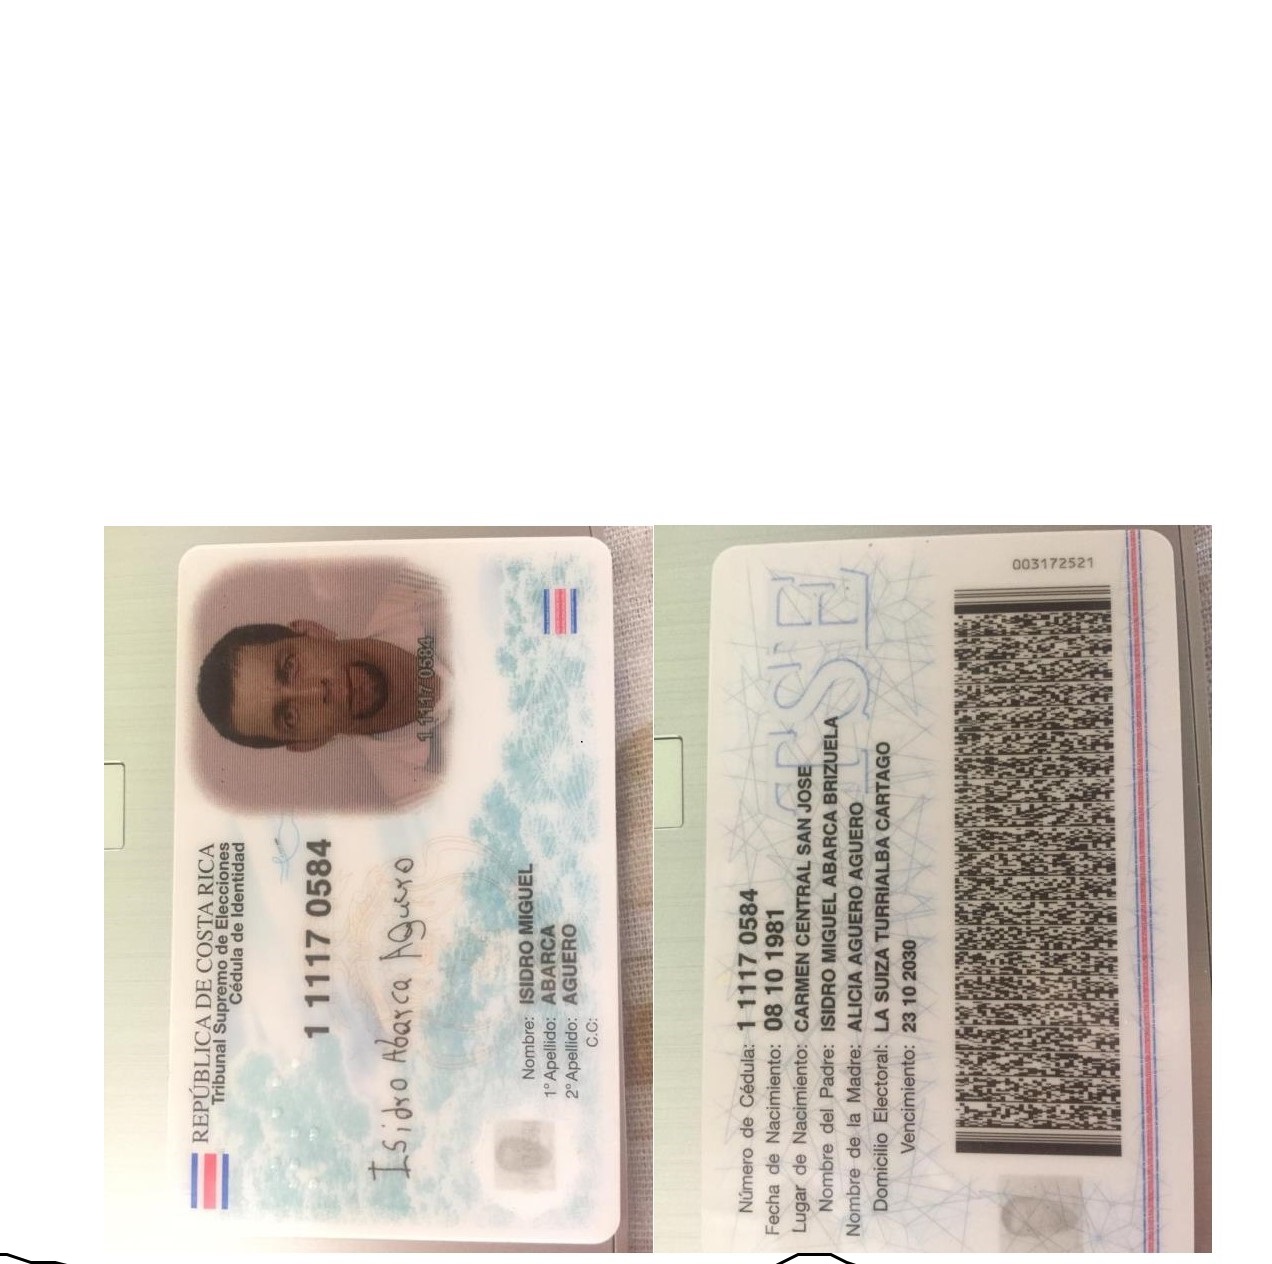 REPÚBLICA DE COSTA RICA
Tribunal Supremo de Elecciones
Cédula de Identidad
1 1117 0584
1 1117 0584
Isidro Abarca Aguero
Nombre: ISIDRO MIGUEL
1° Apellido: ABARCA
2° Apellido: AGUERO
C.C:
TSE
Número de Cédula: 1 1117 0584
Fecha de Nacimiento: 08 10 1981
Lugar de Nacimiento: CARMEN CENTRAL SAN JOSE
Nombre del Padre: ISIDRO MIGUEL ABARCA BRIZUELA
Nombre de la Madre: ALICIA AGUERO AGUERO
Domicilio Electoral: LA SUIZA TURRIALBA CARTAGO
Vencimiento: 23 10 2030
003172521